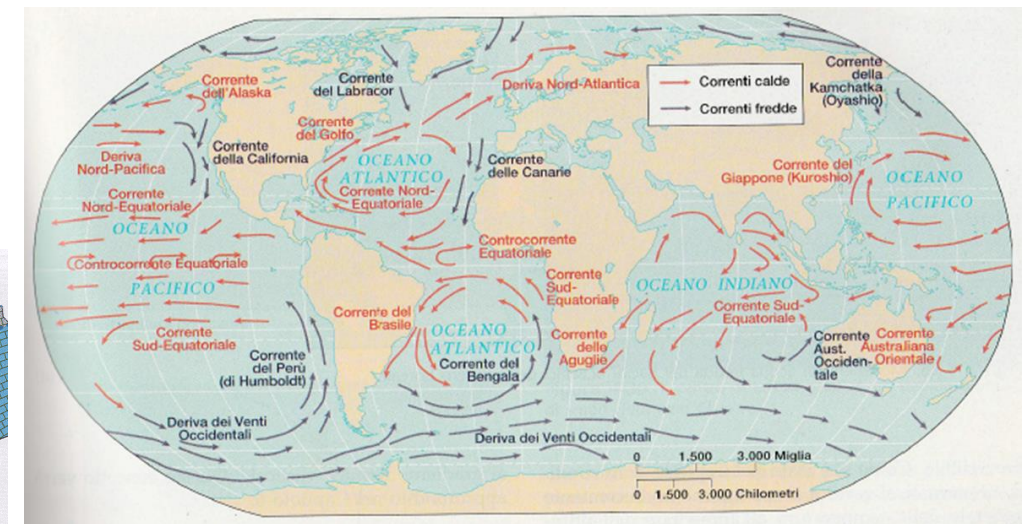 Corrente
dell'Alaska
Corrente
del Labrador
Deriva Nord-Atlantica
Correnti calde
Correnti fredde
Corrente
della
Kamchatka
(Oyashio)
Corrente
del Golfo
Deriva
Nord-Pacifica
Corrente
della California
OCEANO
ATLANTICO
Corrente Nord-
Equatoriale
Corrente
delle Canarie
Corrente del
Giappone (Kuroshio)
OCEANO
PACIFICO
Corrente
Nord-Equatoriale
OCEANO
Controcorrente Equatoriale
PACIFICO
Corrente
Sud-Equatoriale
Controcorrente
Equatoriale
Corrente
Sud-
Equatoriale
OCEANO INDIANO
Corrente Sud-
Equatoriale
Corrente del
Brasile
OCEANO
ATLANTICO
Corrente del
Bengala
Corrente
delle
Aguglie
Corrente
Aust.
Occiden-
tale
Corrente
Australiana
Orientale
Corrente
del Perù
(di Humboldt)
Deriva dei Venti
Occidentali
Deriva dei Venti Occidentali
0 1.500 3.000 Miglia
0 1.500 3.000 Chilometri